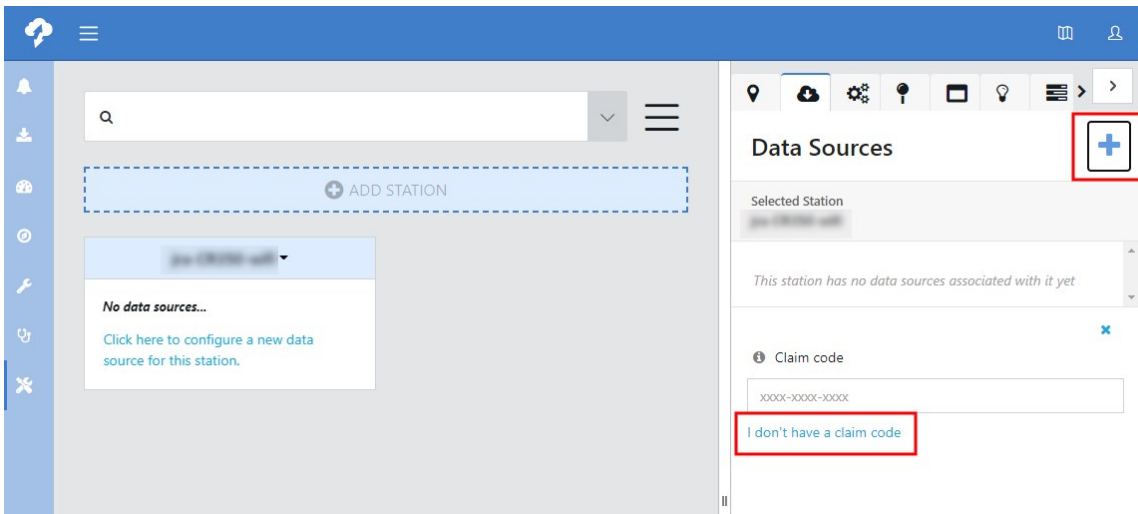 ADD STATION
No data sources...
Click here to configure a new data
source for this station.
Data Sources
Selected Station
This station has no data sources associated with it yet
Claim code
xxxx-xxxx-xxxx
I don't have a claim code